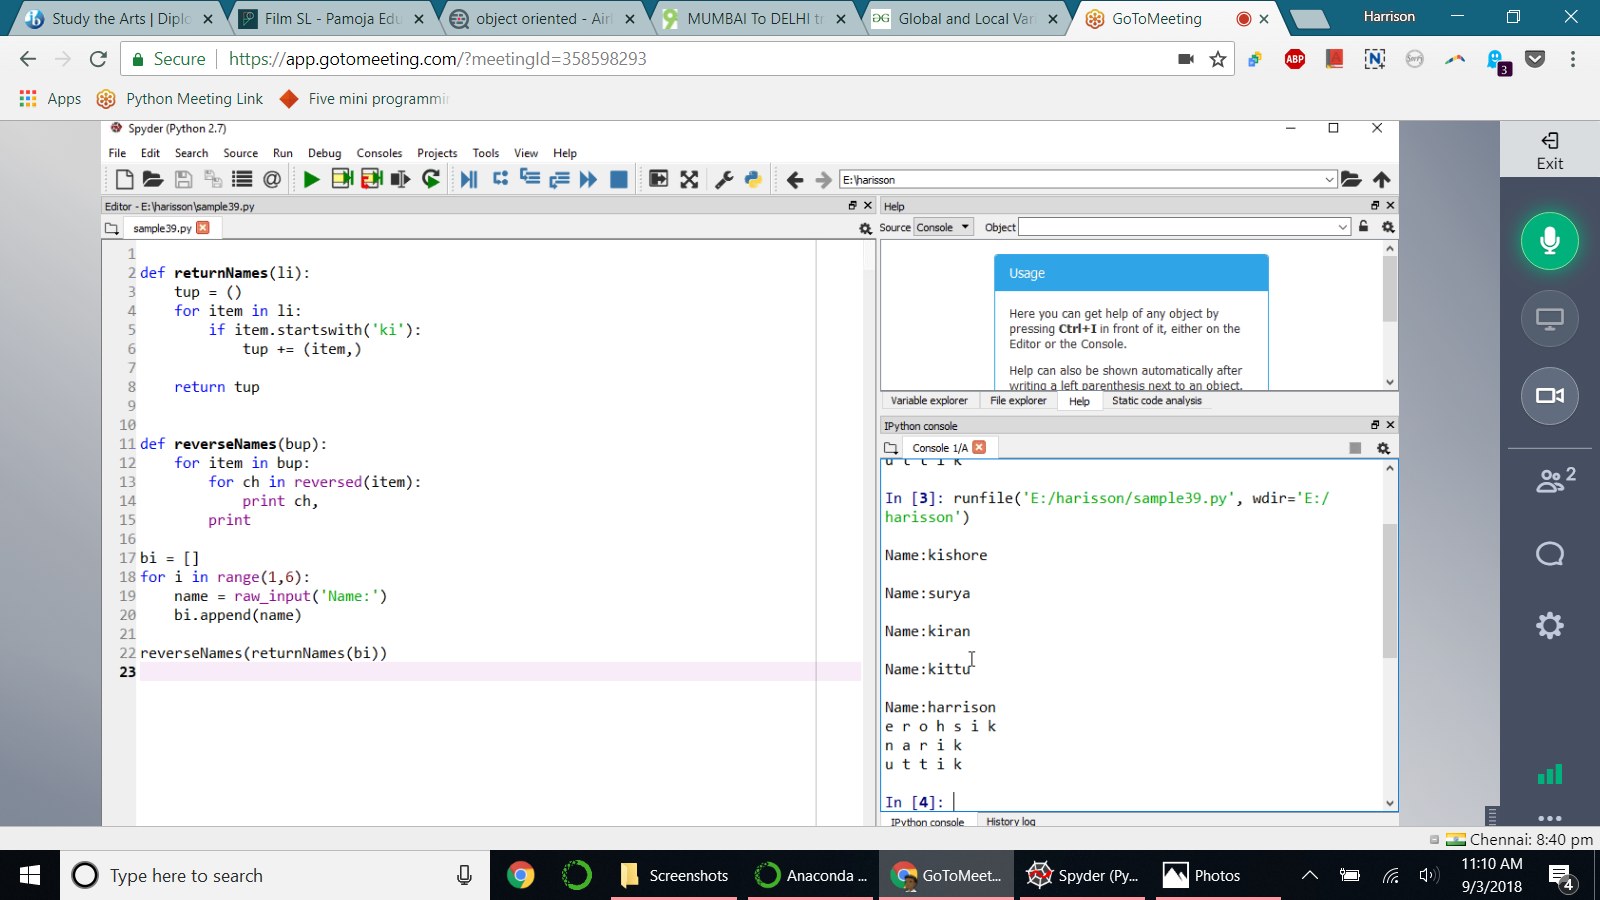 Study the Arts | Diplo
Film SL - Pamoja Edu
object oriented - Airl
MUMBAI To DELHI tr
Global and Local Vari
GoToMeeting
Harrison
Secure
https://app.gotomeeting.com/?meetingId=358598293
ABP
N
3
Apps
Python Meeting Link
Five mini programmin
Spyder (Python 2.7)
File Edit Search Source Run Debug Consoles Projects Tools View Help
E:\harisson
Editor - E:\harisson\sample39.py
sample39.py
1
2 def returnNames(li):
3 tup = ()
4 for item in li:
5 if item.startswith('ki'):
6 tup += (item,)
7
8 return tup
9
10
11 def reverseNames(bup):
12 for item in bup:
13 for ch in reversed(item):
14 print ch,
15 print
16
17 bi = []
18 for i in range(1,6):
19 name = raw_input('Name:')
20 bi.append(name)
21
22 reverseNames(returnNames(bi))
23
Help
Source Console Object
Usage
Here you can get help of any object by
pressing Ctrl+I in front of it, either on the
Editor or the Console.
Help can also be shown automatically after
writing a left parenthesis next to an object.
Variable explorer File explorer Help Static code analysis
IPython console
Console 1/A
u t t i k
In [3]: runfile('E:/harisson/sample39.py', wdir='E:/
harisson')
Name:kishore
Name:surya
Name:kiran
Name:kittu
Name:harrison
e r o h s i k
n a r i k
u t t i k
In [4]:
IPython console History log
Exit
2
Chennai: 8:40 pm
Type here to search
Screenshots
Anaconda ...
GoToMeet...
Spyder (Py...
Photos
11:10 AM
9/3/2018
4